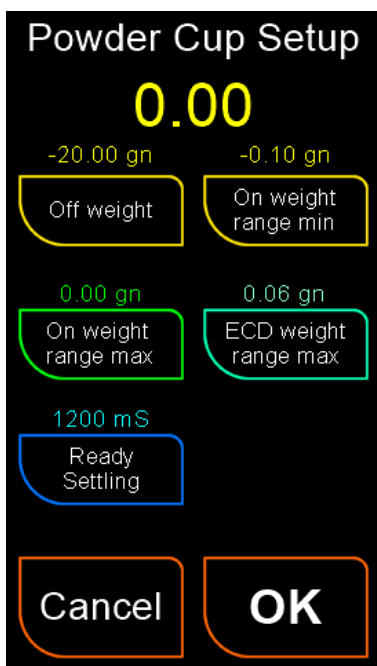 Powder Cup Setup
0.00
-20.00 gn
-0.10 gn
Off weight
On weight
range min
0.00 gn
0.06 gn
On weight
range max
ECD weight
range max
1200 mS
Ready
Settling
Cancel
OK